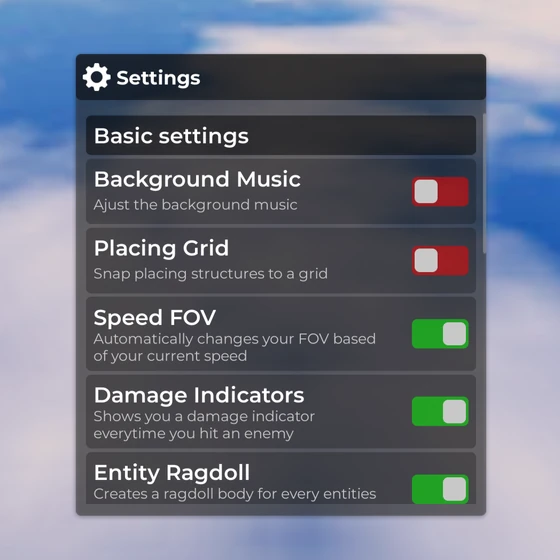 Settings
Basic settings
Background Music
Ajust the background music
Placing Grid
Snap placing structures to a grid
Speed FOV
Automatically changes your FOV based
of your current speed
Damage Indicators
Shows you a damage indicator
everytime you hit an enemy
Entity Ragdoll
Creates a ragdoll body for every entities